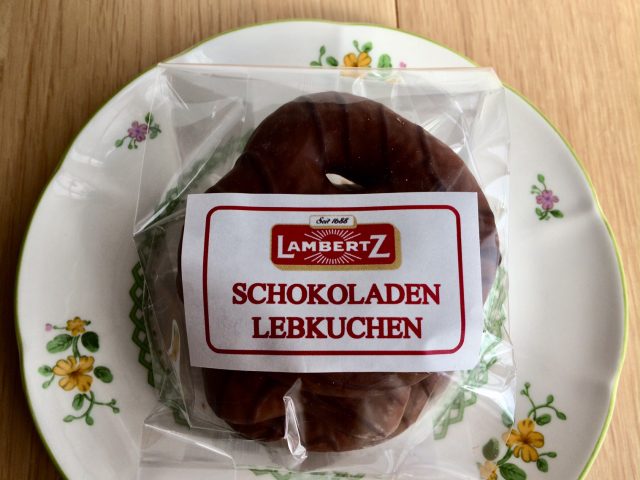 Seit 1688
LAMBERTZ
SCHOKOLADEN
LEBKUCHEN